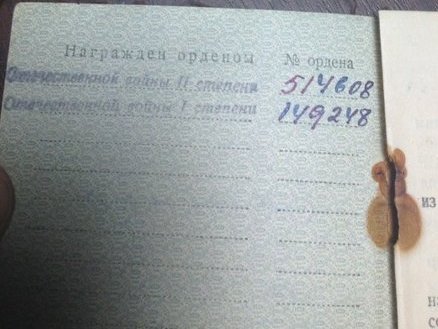 Награжден орденом № ордена
Отечественной войны II степени 514608
Отечественной войны I степени 149248
из